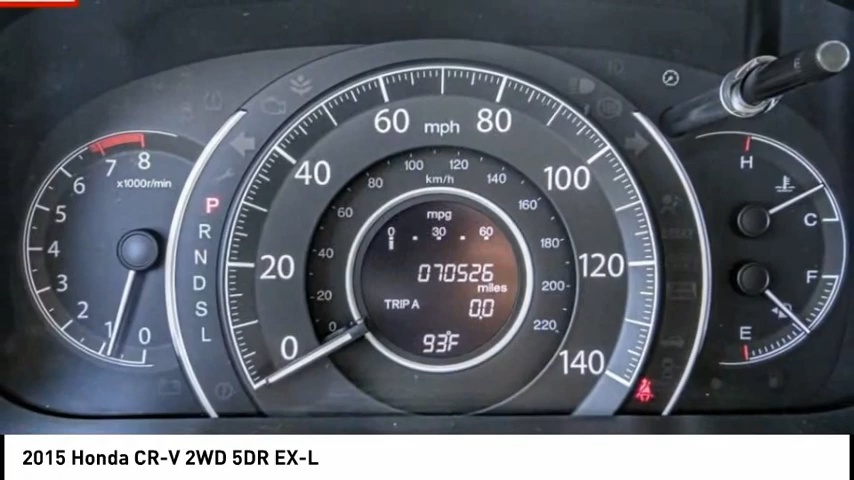 60 mph 80
40
100
20
120
0
140
100 120
80 km/h 140
60 160
40 180
20 200
0 220
mpg
0 30 60
070526
miles
TRIP A 0.0
93°F
8
7
6
x1000r/min
5
4
3
2
1
0
P
R
N
D
S
L
H
C
F
E
2015 Honda CR-V 2WD 5DR EX-L